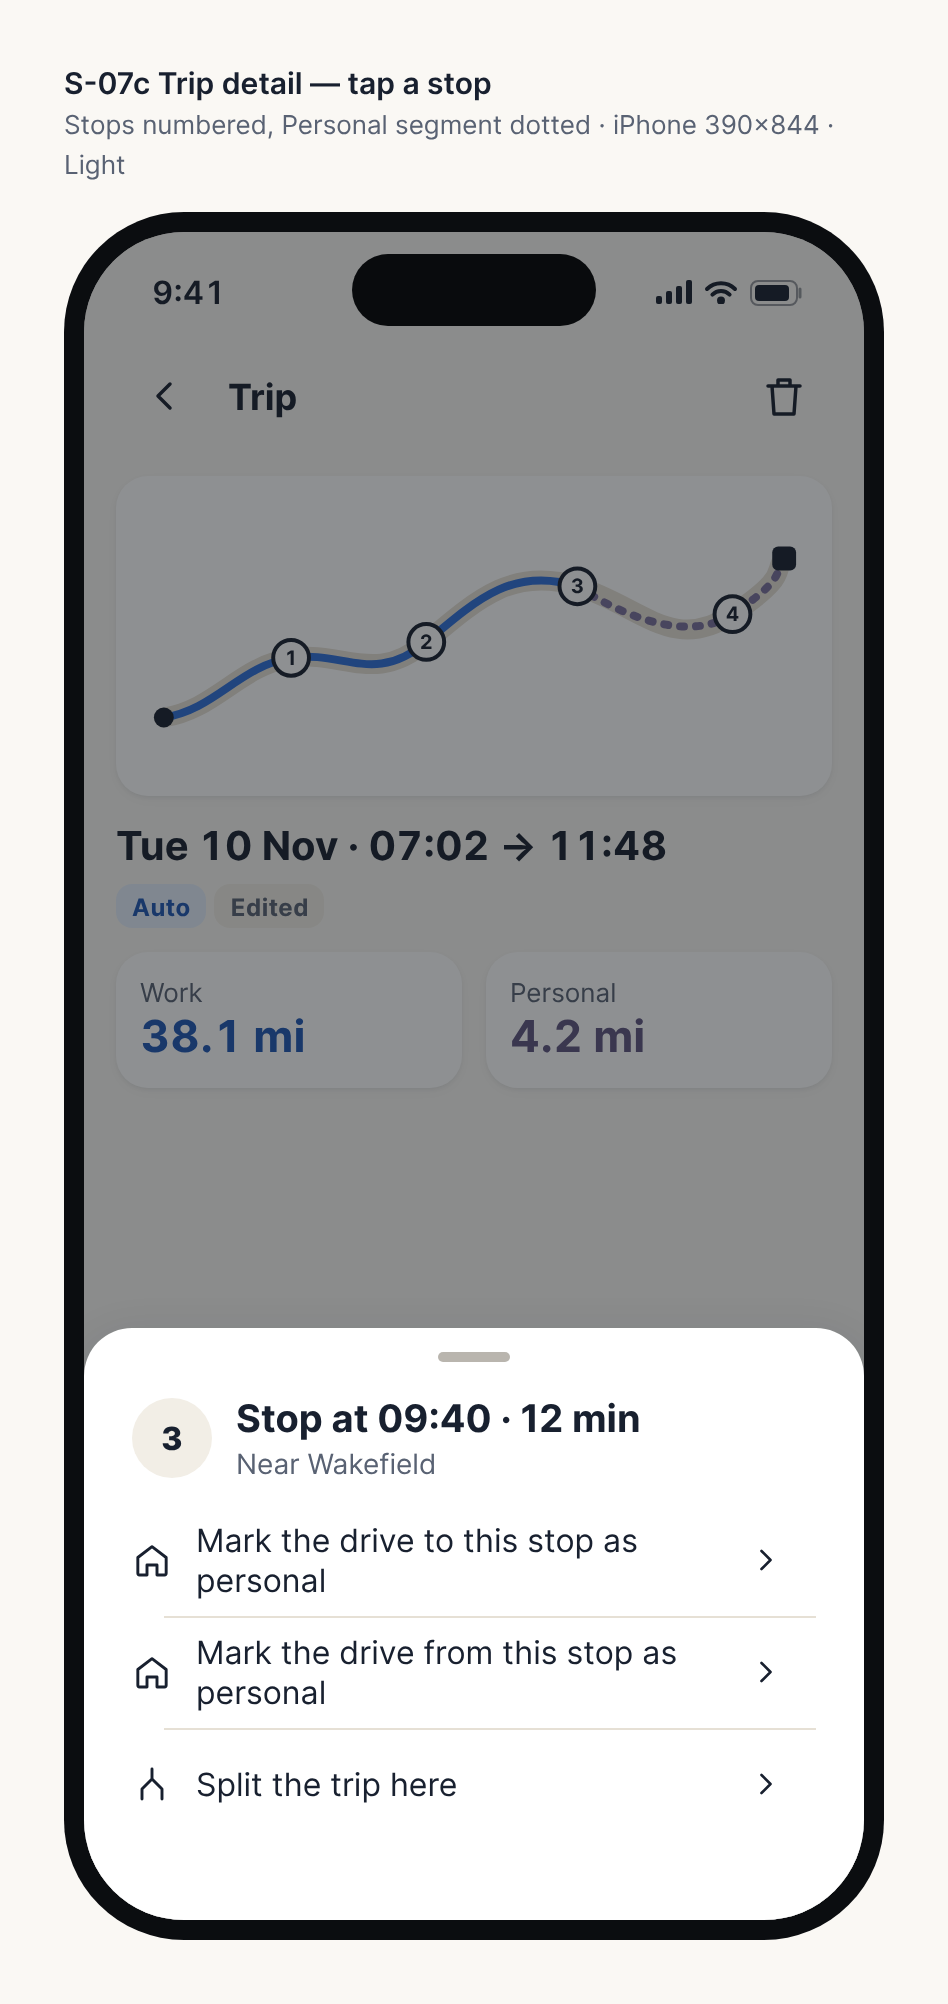 S-07c Trip detail — tap a stop
Stops numbered, Personal segment dotted · iPhone 390×844 ·
Light
9:41
Trip
3
4
2
1
Tue 10 Nov · 07:02 → 11:48
Auto Edited
Work Personal
38.1 mi 4.2 mi
3
Stop at 09:40 · 12 min
Near Wakefield
Mark the drive to this stop as
personal
Mark the drive from this stop as
personal
Split the trip here